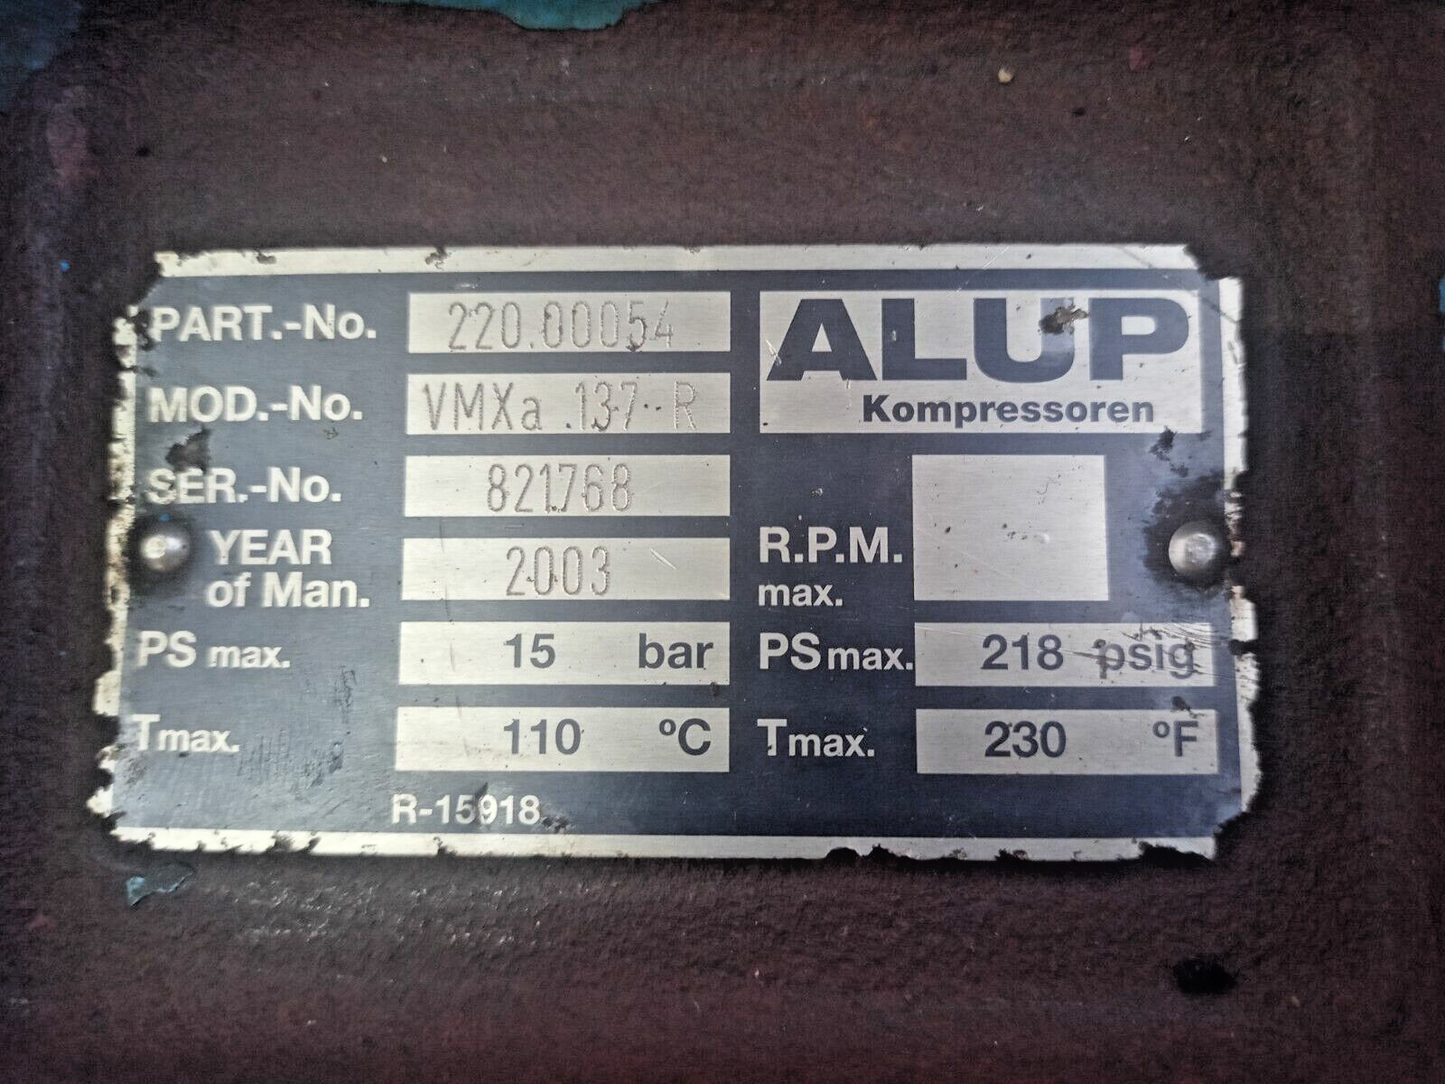 PART.-No. 220.00054
ALUP
Kompressoren
MOD.-No. VMXa .137-R
SER.-No. 821768
YEAR
of Man. 2003
R.P.M.
max.
PS max. 15 bar
PS max. 218 psig
Tmax. 110 °C
Tmax. 230 °F
R-15918